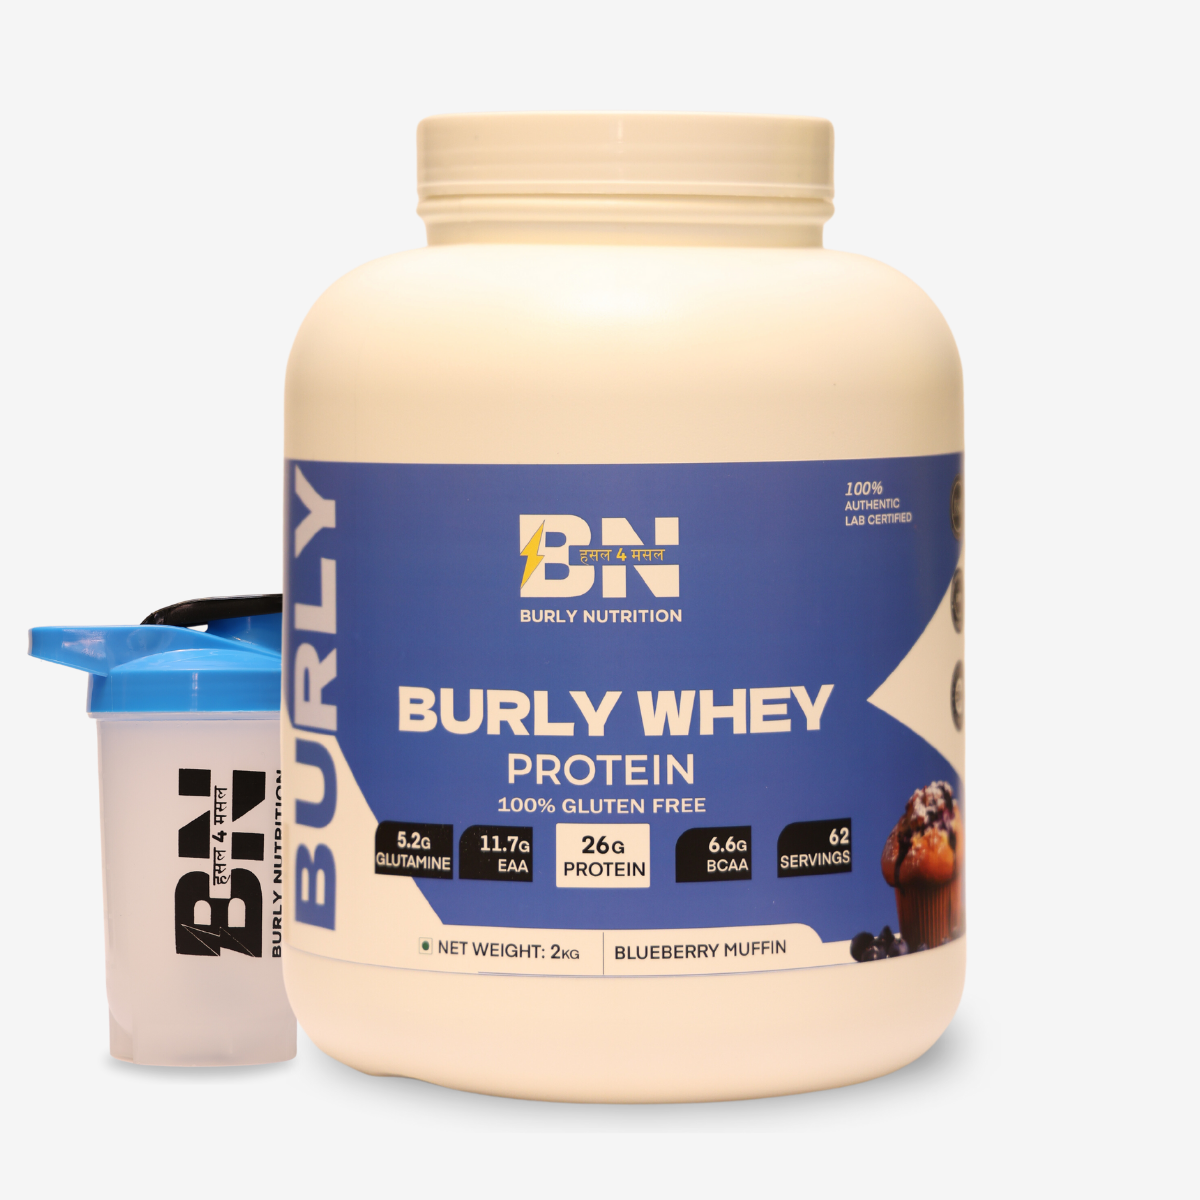 BURLY
100%
AUTHENTIC
LAB CERTIFIED
BN
हसल 4 मसल
BURLY NUTRITION
BURLY WHEY
PROTEIN
100% GLUTEN FREE
5.2G
GLUTAMINE
11.7G
EAA
26G
PROTEIN
6.6G
BCAA
62
SERVINGS
NET WEIGHT: 2KG
BLUEBERRY MUFFIN
BN
हसल 4 मसल
BURLY NUTRITION